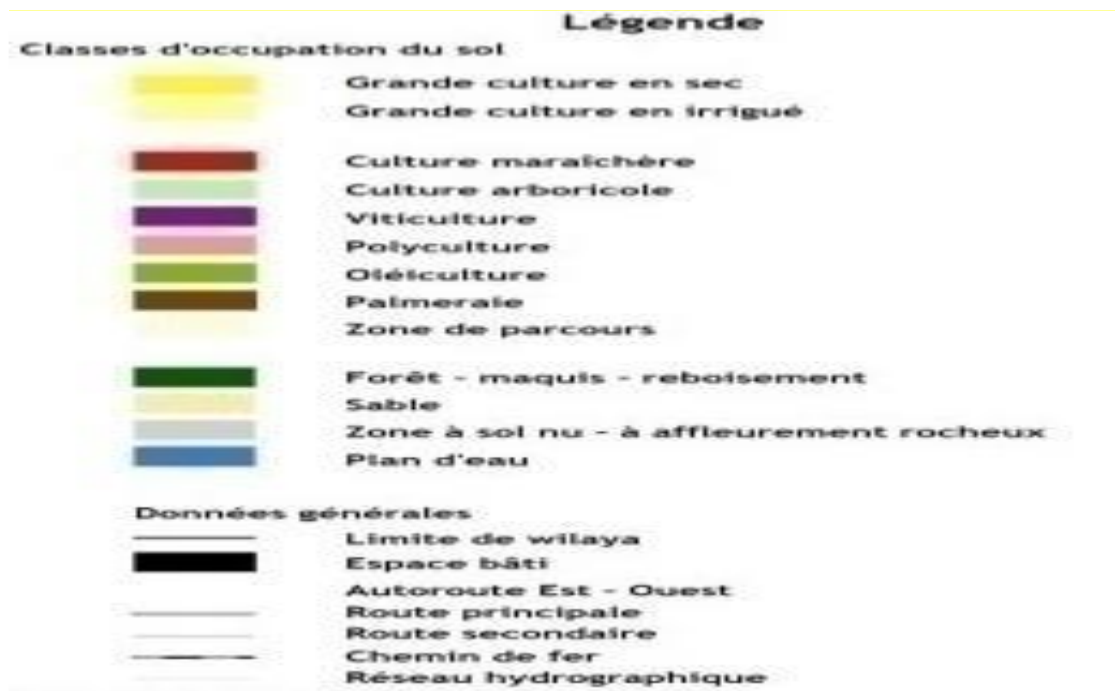 Légende
Classes d'occupation du sol
Grande culture en sec
Grande culture en irrigué
Culture maraîchère
Culture arboricole
Viticulture
Polyculture
Oléiculture
Palmeraie
Zone de parcours
Forêt - maquis - reboisement
Sable
Zone à sol nu - à affleurement rocheux
Plan d'eau
Données générales
Limite de wilaya
Espace bâti
Autoroute Est - Ouest
Route principale
Route secondaire
Chemin de fer
Réseau hydrographique